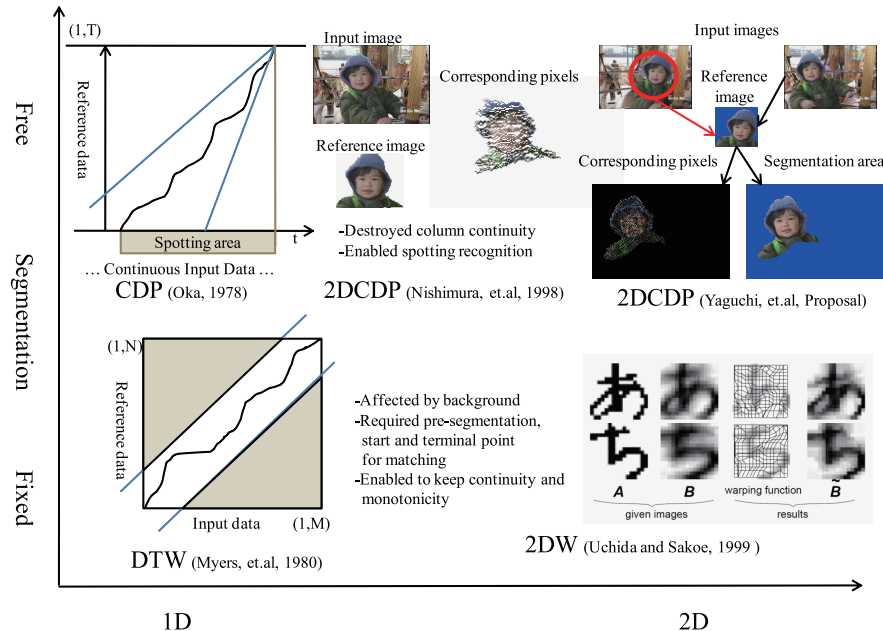 (1,T)
Reference data
Spotting area
t
... Continuous Input Data ...
CDP (Oka, 1978)
Input image
Corresponding pixels
Reference image
-Destroyed column continuity
-Enabled spotting recognition
2DCDP (Nishimura, et.al, 1998)
Input images
Reference
image
Corresponding pixels
Segmentation area
2DCDP (Yaguchi, et.al, Proposal)
Free
Segmentation
Fixed
(1,N)
Reference data
Input data
(1,M)
DTW (Myers, et.al, 1980)
-Affected by background
-Required pre-segmentation,
start and terminal point
for matching
-Enabled to keep continuity and
monotonicity
あ あ あ
ち ち ち
A B warping function B̃
given images results
2DW (Uchida and Sakoe, 1999 )
1D
2D